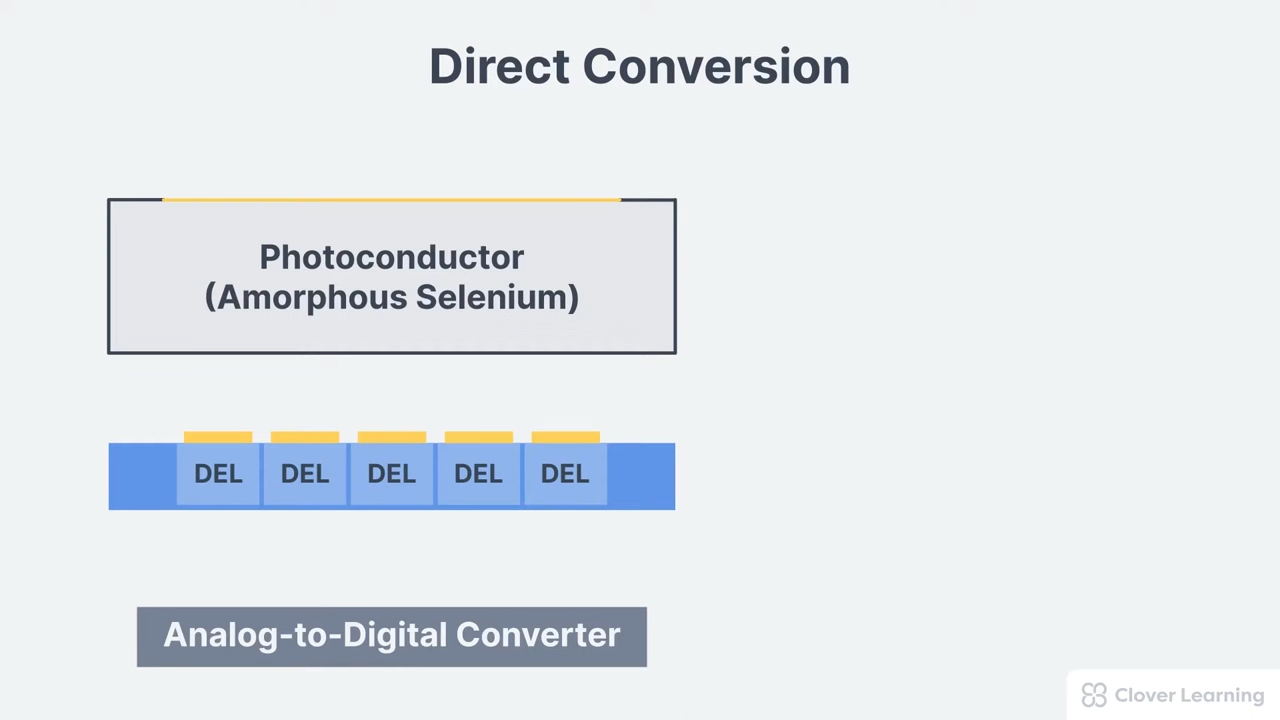 Direct Conversion
Photoconductor
(Amorphous Selenium)
DEL DEL DEL DEL DEL
Analog-to-Digital Converter
Clover Learning